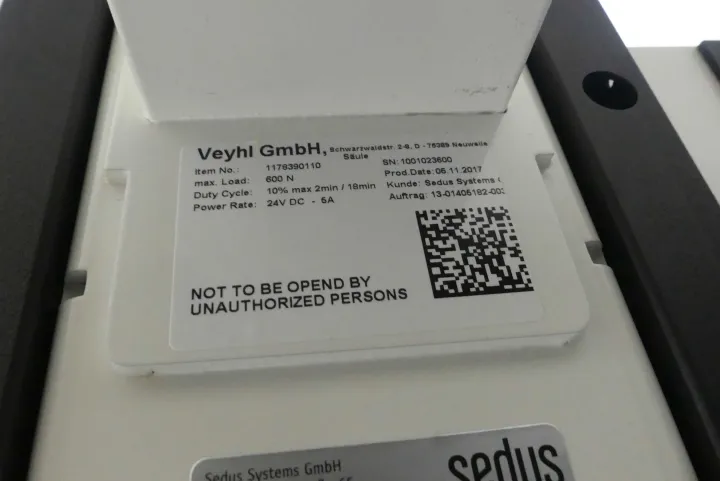 Veyhl GmbH, Schwarzwaldstr. 2-8, D - 75389 Neuweile
Säule
Item No.: 1176390110
SN: 1001023600
max. Load: 600 N
Prod.Date: 06.11.2017
Duty Cycle: 10% max 2min / 18min
Kunde: Sedus Systems
Power Rate: 24V DC - 5A
Auftrag: 13-01405192-00
NOT TO BE OPEND BY
UNAUTHORIZED PERSONS
Sedus Systems GmbH
sedus